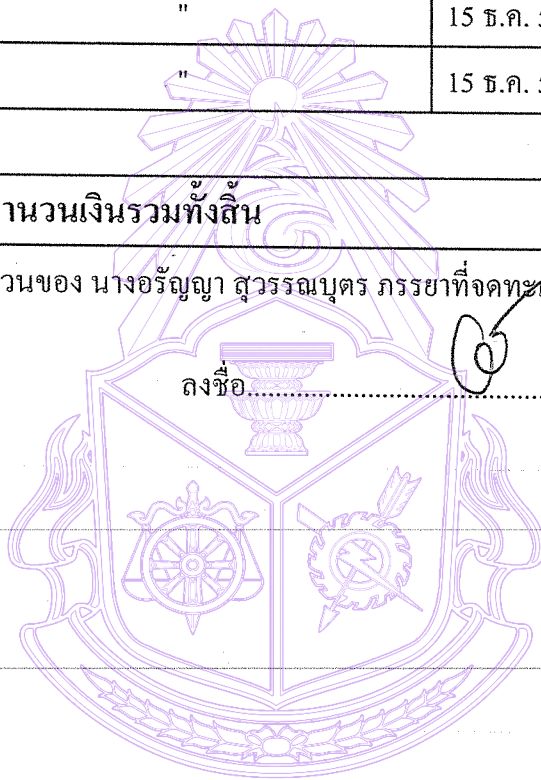 " 15 ธ.ค.
" 15 ธ.ค.
านวนเงินรวมทั้งสิ้น
วนของ นางอรัญญา สุวรรณบุตร ภรรยาที่จดทะ
ลงชื่อ